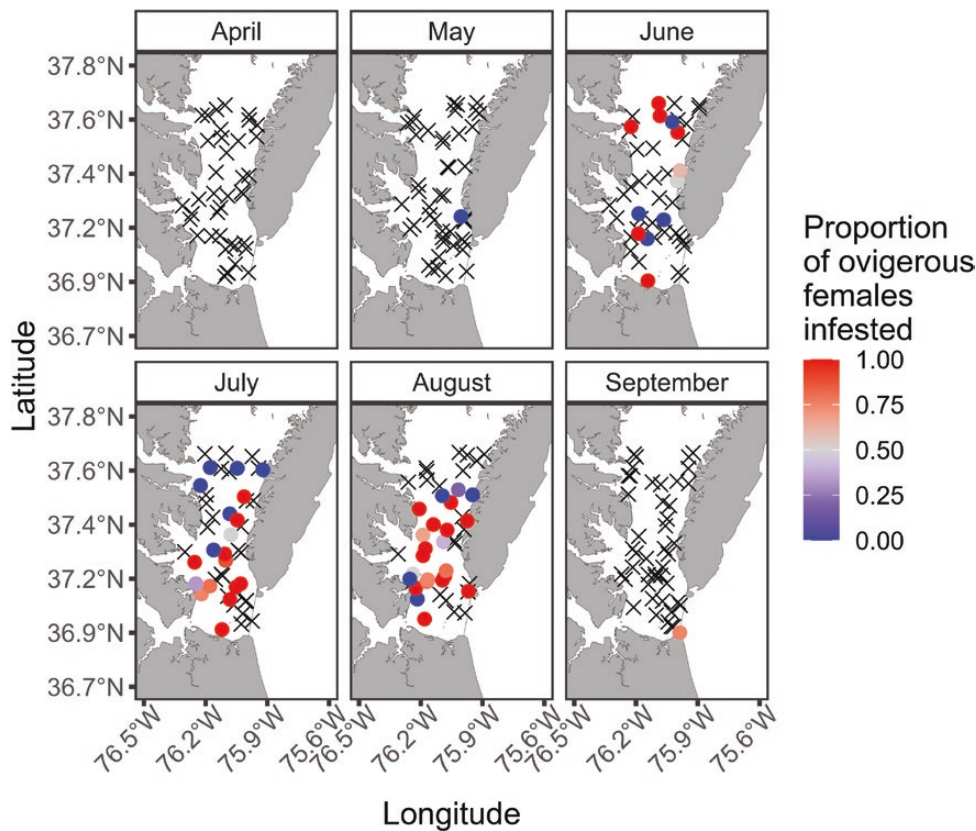 April
May
June
37.8°N
37.6°N
37.4°N
37.2°N
36.9°N
36.7°N
July
August
September
37.8°N
37.6°N
37.4°N
37.2°N
36.9°N
36.7°N
76.5°W
76.2°W
75.9°W
75.6°W
76.5°W
76.2°W
75.9°W
75.6°W
76.5°W
76.2°W
75.9°W
75.6°W
Latitude
Longitude
Proportion
of ovigerous
females
infested
1.00
0.75
0.50
0.25
0.00